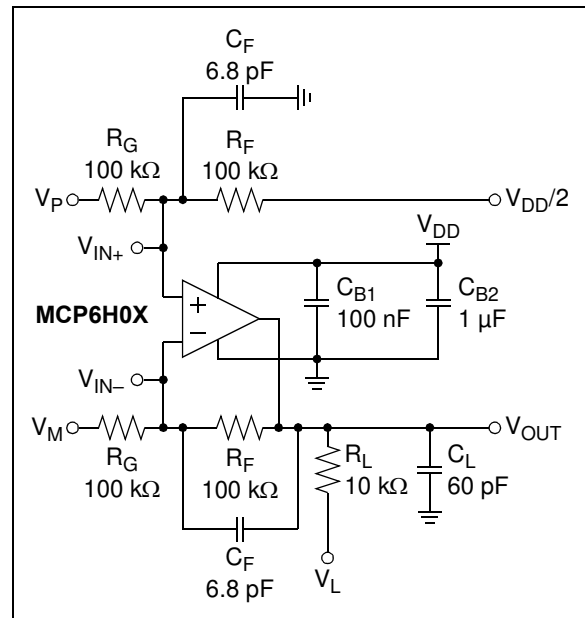 C_F
6.8 pF
R_G
100 kΩ
R_F
100 kΩ
V_P
V_DD/2
V_IN+
V_DD
MCP6H0X
+
−
C_B1
100 nF
C_B2
1 µF
V_IN–
V_M
V_OUT
R_G
100 kΩ
R_F
100 kΩ
R_L
10 kΩ
C_L
60 pF
C_F
6.8 pF
V_L